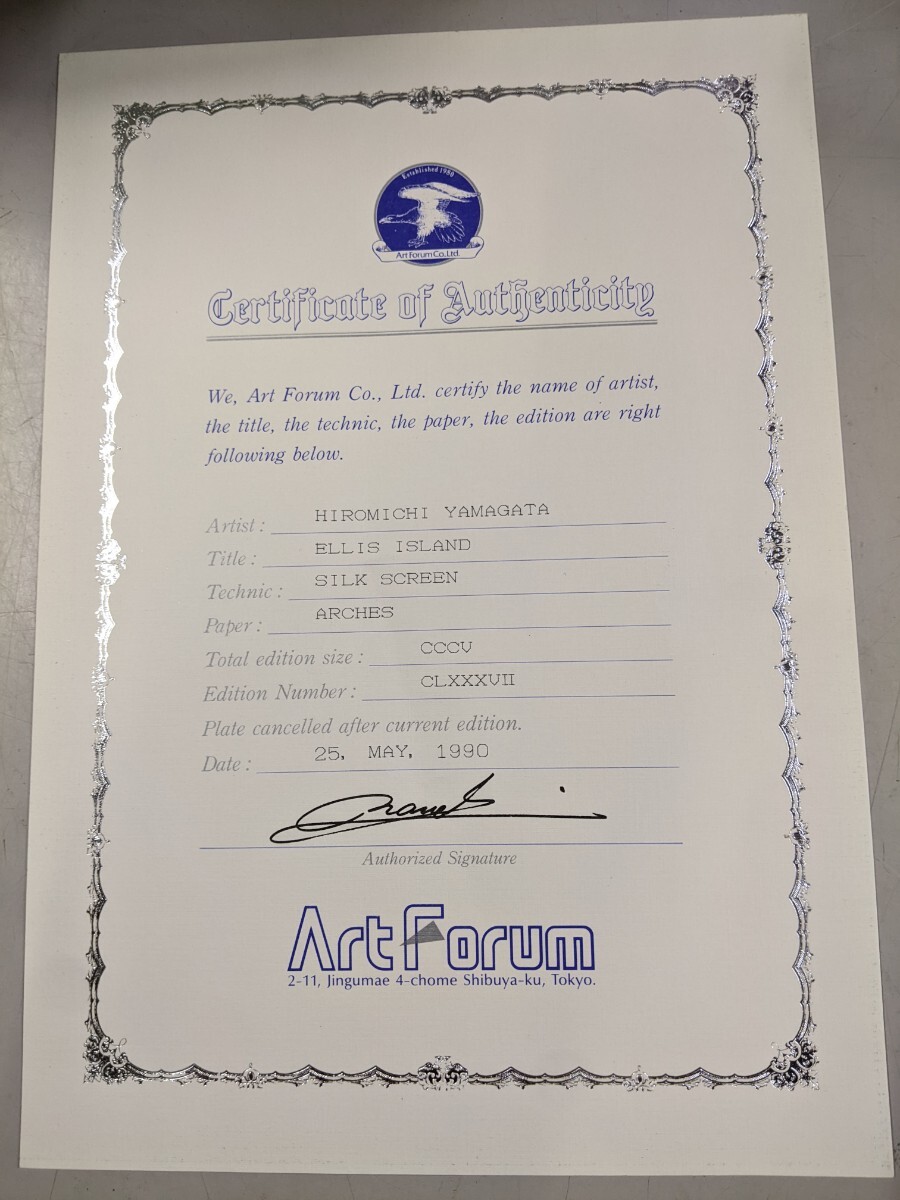 Established 1980
Art Forum Co., Ltd.
Certificate of Authenticity
We, Art Forum Co., Ltd. certify the name of artist,
the title, the technic, the paper, the edition are right
following below.
Artist : HIROMICHI YAMAGATA
Title : ELLIS ISLAND
Technic : SILK SCREEN
Paper : ARCHES
Total edition size : CCCV
Edition Number : CLXXXVII
Plate cancelled after current edition.
Date : 25, MAY, 1990
Authorized Signature
Art Forum
2-11, Jingumae 4-chome Shibuya-ku, Tokyo.